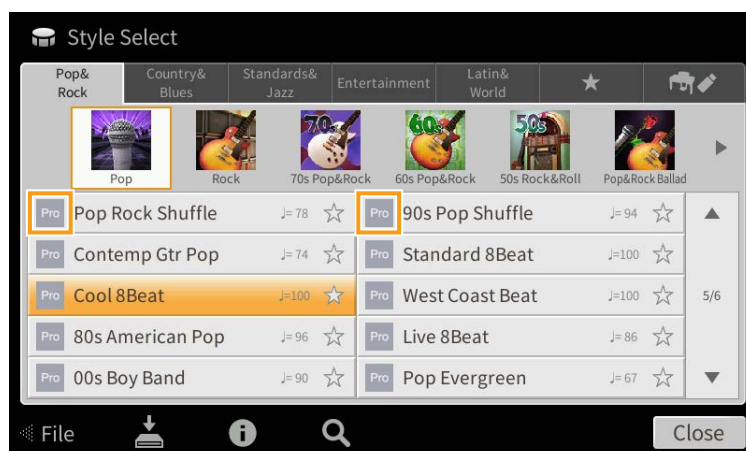 Style Select
Pop&
Rock
Country&
Blues
Standards&
Jazz
Entertainment
Latin&
World
70s
60s
50s
Pop
Rock
70s Pop&Rock
60s Pop&Rock
50s Rock&Roll
Pop&Rock Ballad
Pro Pop Rock Shuffle ♩= 78
Pro 90s Pop Shuffle ♩= 94
Pro Contemp Gtr Pop ♩= 74
Pro Standard 8Beat ♩=100
Pro Cool 8Beat ♩=100
Pro West Coast Beat ♩=100
5/6
Pro 80s American Pop ♩= 96
Pro Live 8Beat ♩= 86
Pro 00s Boy Band ♩= 90
Pro Pop Evergreen ♩= 67
File
Close